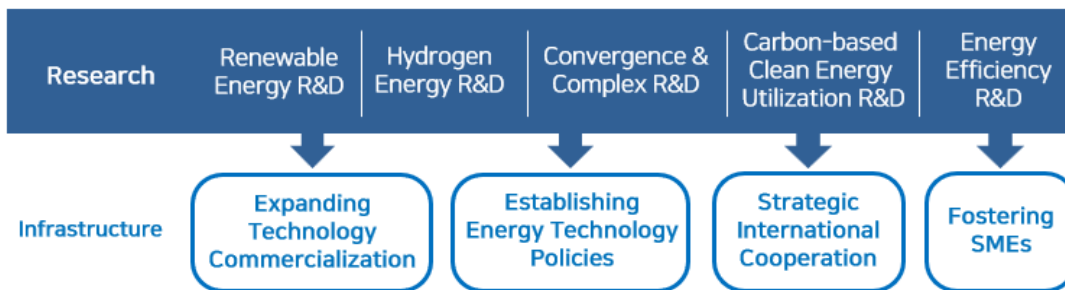 Research
Renewable
Energy R&D
Hydrogen
Energy R&D
Convergence &
Complex R&D
Carbon-based
Clean Energy
Utilization R&D
Energy
Efficiency
R&D
Infrastructure
Expanding
Technology
Commercialization
Establishing
Energy Technology
Policies
Strategic
International
Cooperation
Fostering
SMEs